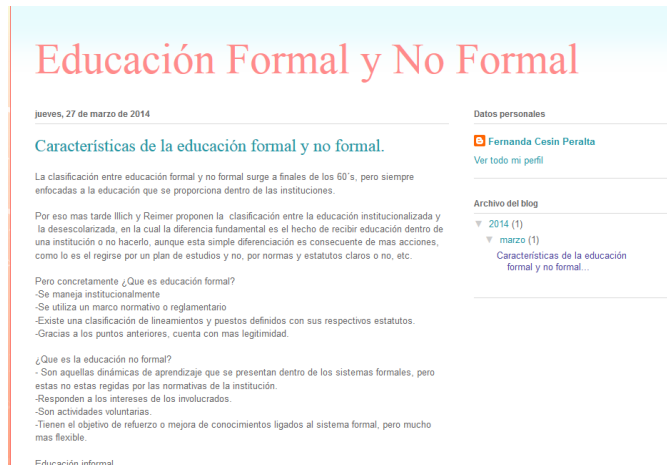 Educación Formal y No Formal
jueves, 27 de marzo de 2014
Características de la educación formal y no formal.
La clasificación entre educación formal y no formal surge a finales de los 60´s, pero siempre
enfocadas a la educación que se proporciona dentro de las instituciones.
Por eso mas tarde Illich y Reimer proponen la  clasificación entre la educación institucionalizada y
la desescolarizada, en la cual la diferencia fundamental es el hecho de recibir educación dentro de
una institución o no hacerlo, aunque esta simple diferenciación es consecuente de mas acciones,
como lo es el regirse por un plan de estudios y no, por normas y estatutos claros o no, etc.
Pero concretamente ¿Que es educación formal?
-Se maneja institucionalmente
-Se utiliza un marco normativo o reglamentario
-Existe una clasificación de lineamientos y puestos definidos con sus respectivos estatutos.
-Gracias a los puntos anteriores, cuenta con mas legitimidad.
¿Que es la educación no formal?
- Son aquellas dinámicas de aprendizaje que se presentan dentro de los sistemas formales, pero
estas no estas regidas por las normativas de la institución.
-Responden a los intereses de los involucrados.
-Son actividades voluntarias.
-Tienen el objetivo de refuerzo o mejora de conocimientos ligados al sistema formal, pero mucho
mas flexible.
Educación informal
Datos personales
Fernanda Cesin Peralta
Ver todo mi perfil
Archivo del blog
▼ 2014 (1)
▼ marzo (1)
Características de la educación
formal y no formal...